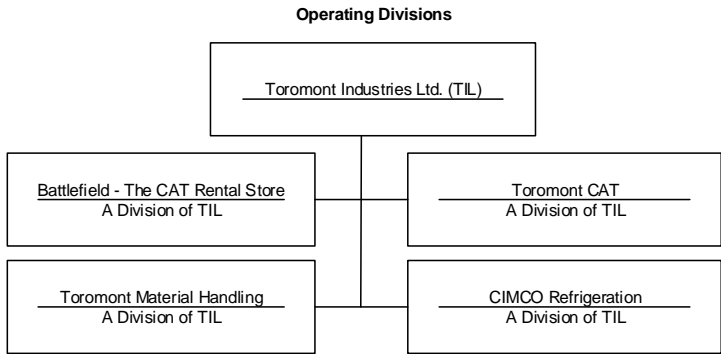 Operating Divisions
Toromont Industries Ltd. (TIL)
Battlefield - The CAT Rental Store
A Division of TIL
Toromont CAT
A Division of TIL
Toromont Material Handling
A Division of TIL
CIMCO Refrigeration
A Division of TIL